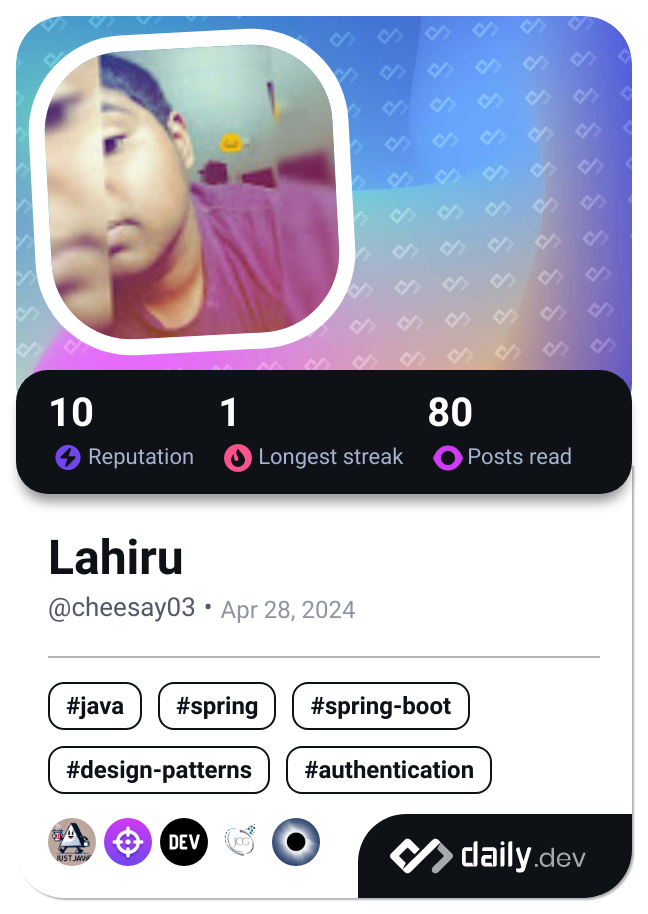 10 1 80
Reputation Longest streak Posts read
Lahiru
@cheesay03 • Apr 28, 2024
#java #spring #spring-boot
#design-patterns #authentication
JUST JAVA DEV JCG
daily.dev